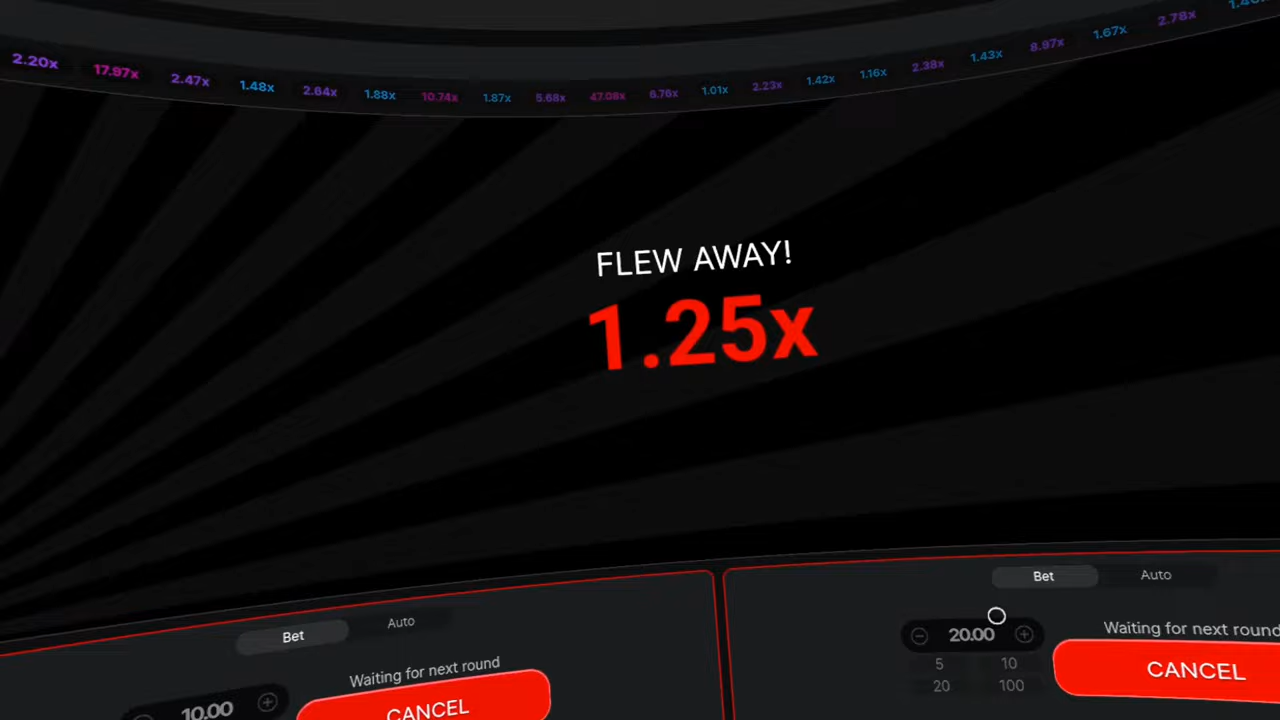 2.20x 17.97x 2.47x 1.48x 2.64x 1.88x 10.74x 1.87x 5.68x 47.08x 6.76x 1.01x 2.23x 1.42x 1.16x 2.38x 1.43x 8.97x 1.67x 2.78x
FLEW AWAY!
1.25x
Bet Auto
Waiting for next round
10.00
CANCEL
Bet Auto
20.00
Waiting for next round
5 10
20 100
CANCEL